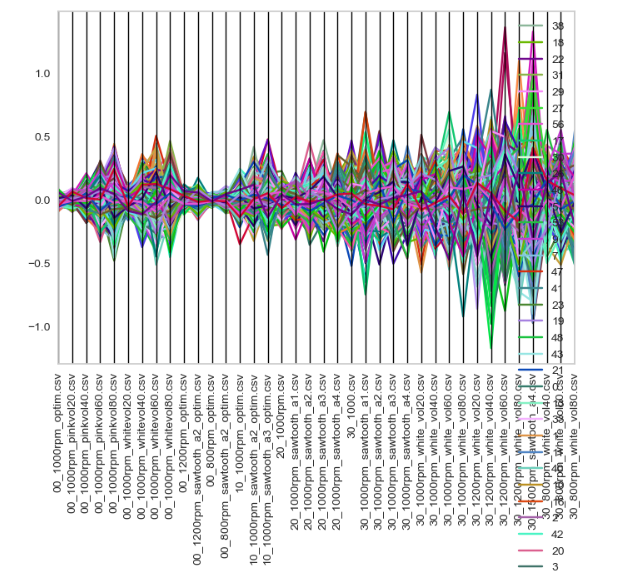 1.0
0.5
0.0
−0.5
−1.0
00_1000rpm_optim.csv
00_1000rpm_pinkvol20.csv
00_1000rpm_pinkvol40.csv
00_1000rpm_pinkvol60.csv
00_1000rpm_pinkvol80.csv
00_1000rpm_whitevol20.csv
00_1000rpm_whitevol40.csv
00_1000rpm_whitevol60.csv
00_1000rpm_whitevol80.csv
00_1200rpm_optim.csv
00_1200rpm_sawtooth_a2_optim.csv
00_800rpm_optim.csv
00_800rpm_sawtooth_a2_optim.csv
10_1000rpm_optim.csv
10_1000rpm_sawtooth_a2_optim.csv
10_1000rpm_sawtooth_a3_optim.csv
20_1000rpm.csv
20_1000rpm_sawtooth_a1.csv
20_1000rpm_sawtooth_a2.csv
20_1000rpm_sawtooth_a3.csv
20_1000rpm_sawtooth_a4.csv
30_1000.csv
30_1000rpm_sawtooth_a1.csv
30_1000rpm_sawtooth_a2.csv
30_1000rpm_sawtooth_a3.csv
30_1000rpm_sawtooth_a4.csv
30_1000rpm_white_vol20.csv
30_1000rpm_white_vol40.csv
30_1000rpm_white_vol60.csv
30_1000rpm_white_vol80.csv
30_1200rpm_white_vol20.csv
30_1200rpm_white_vol40.csv
30_1200rpm_white_vol60.csv
30_1200rpm_white_vol80.csv
30_800rpm_white_vol80.csv
38
18
22
31
29
27
56
7
47
41
23
19
48
43
21
2
42
20
3